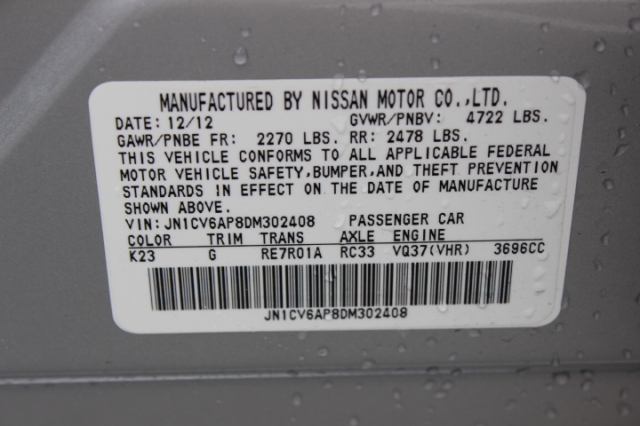 MANUFACTURED BY NISSAN MOTOR CO.,LTD.
DATE: 12/12 GVWR/PNBV: 4722 LBS.
GAWR/PNBE FR: 2270 LBS. RR: 2478 LBS.
THIS VEHICLE CONFORMS TO ALL APPLICABLE FEDERAL
MOTOR VEHICLE SAFETY,BUMPER,AND THEFT PREVENTION
STANDARDS IN EFFECT ON THE DATE OF MANUFACTURE
SHOWN ABOVE.
VIN: JN1CV6AP8DM302408 PASSENGER CAR
COLOR TRIM TRANS AXLE ENGINE
K23 G RE7R01A RC33 VQ37(VHR) 3696CC
JN1CV6AP8DM302408